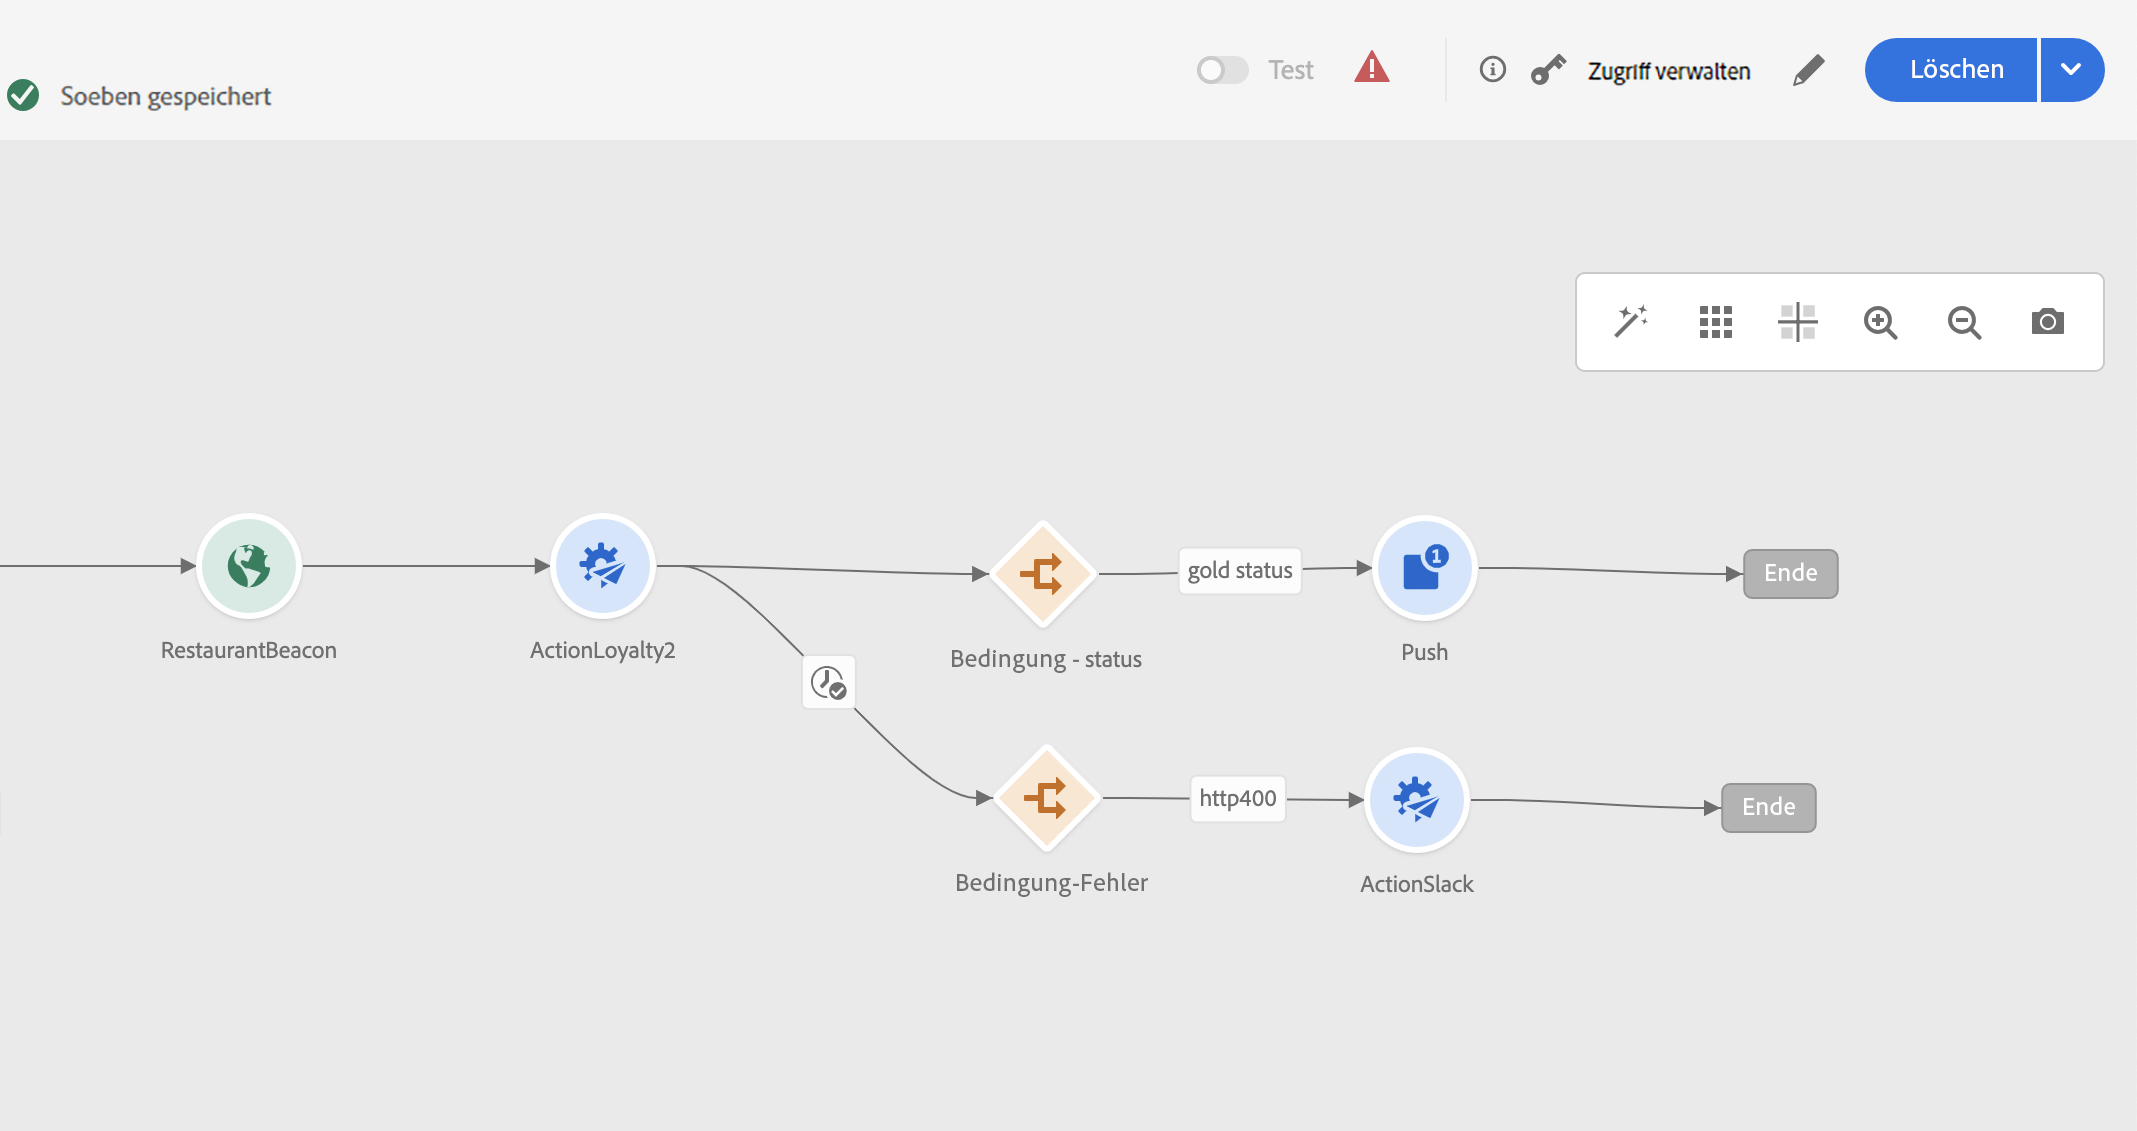 Soeben gespeichert
Test
Zugriff verwalten
Löschen
RestaurantBeacon
ActionLoyalty2
Bedingung - status
gold status
1
Push
Ende
Bedingung-Fehler
http400
ActionSlack
Ende